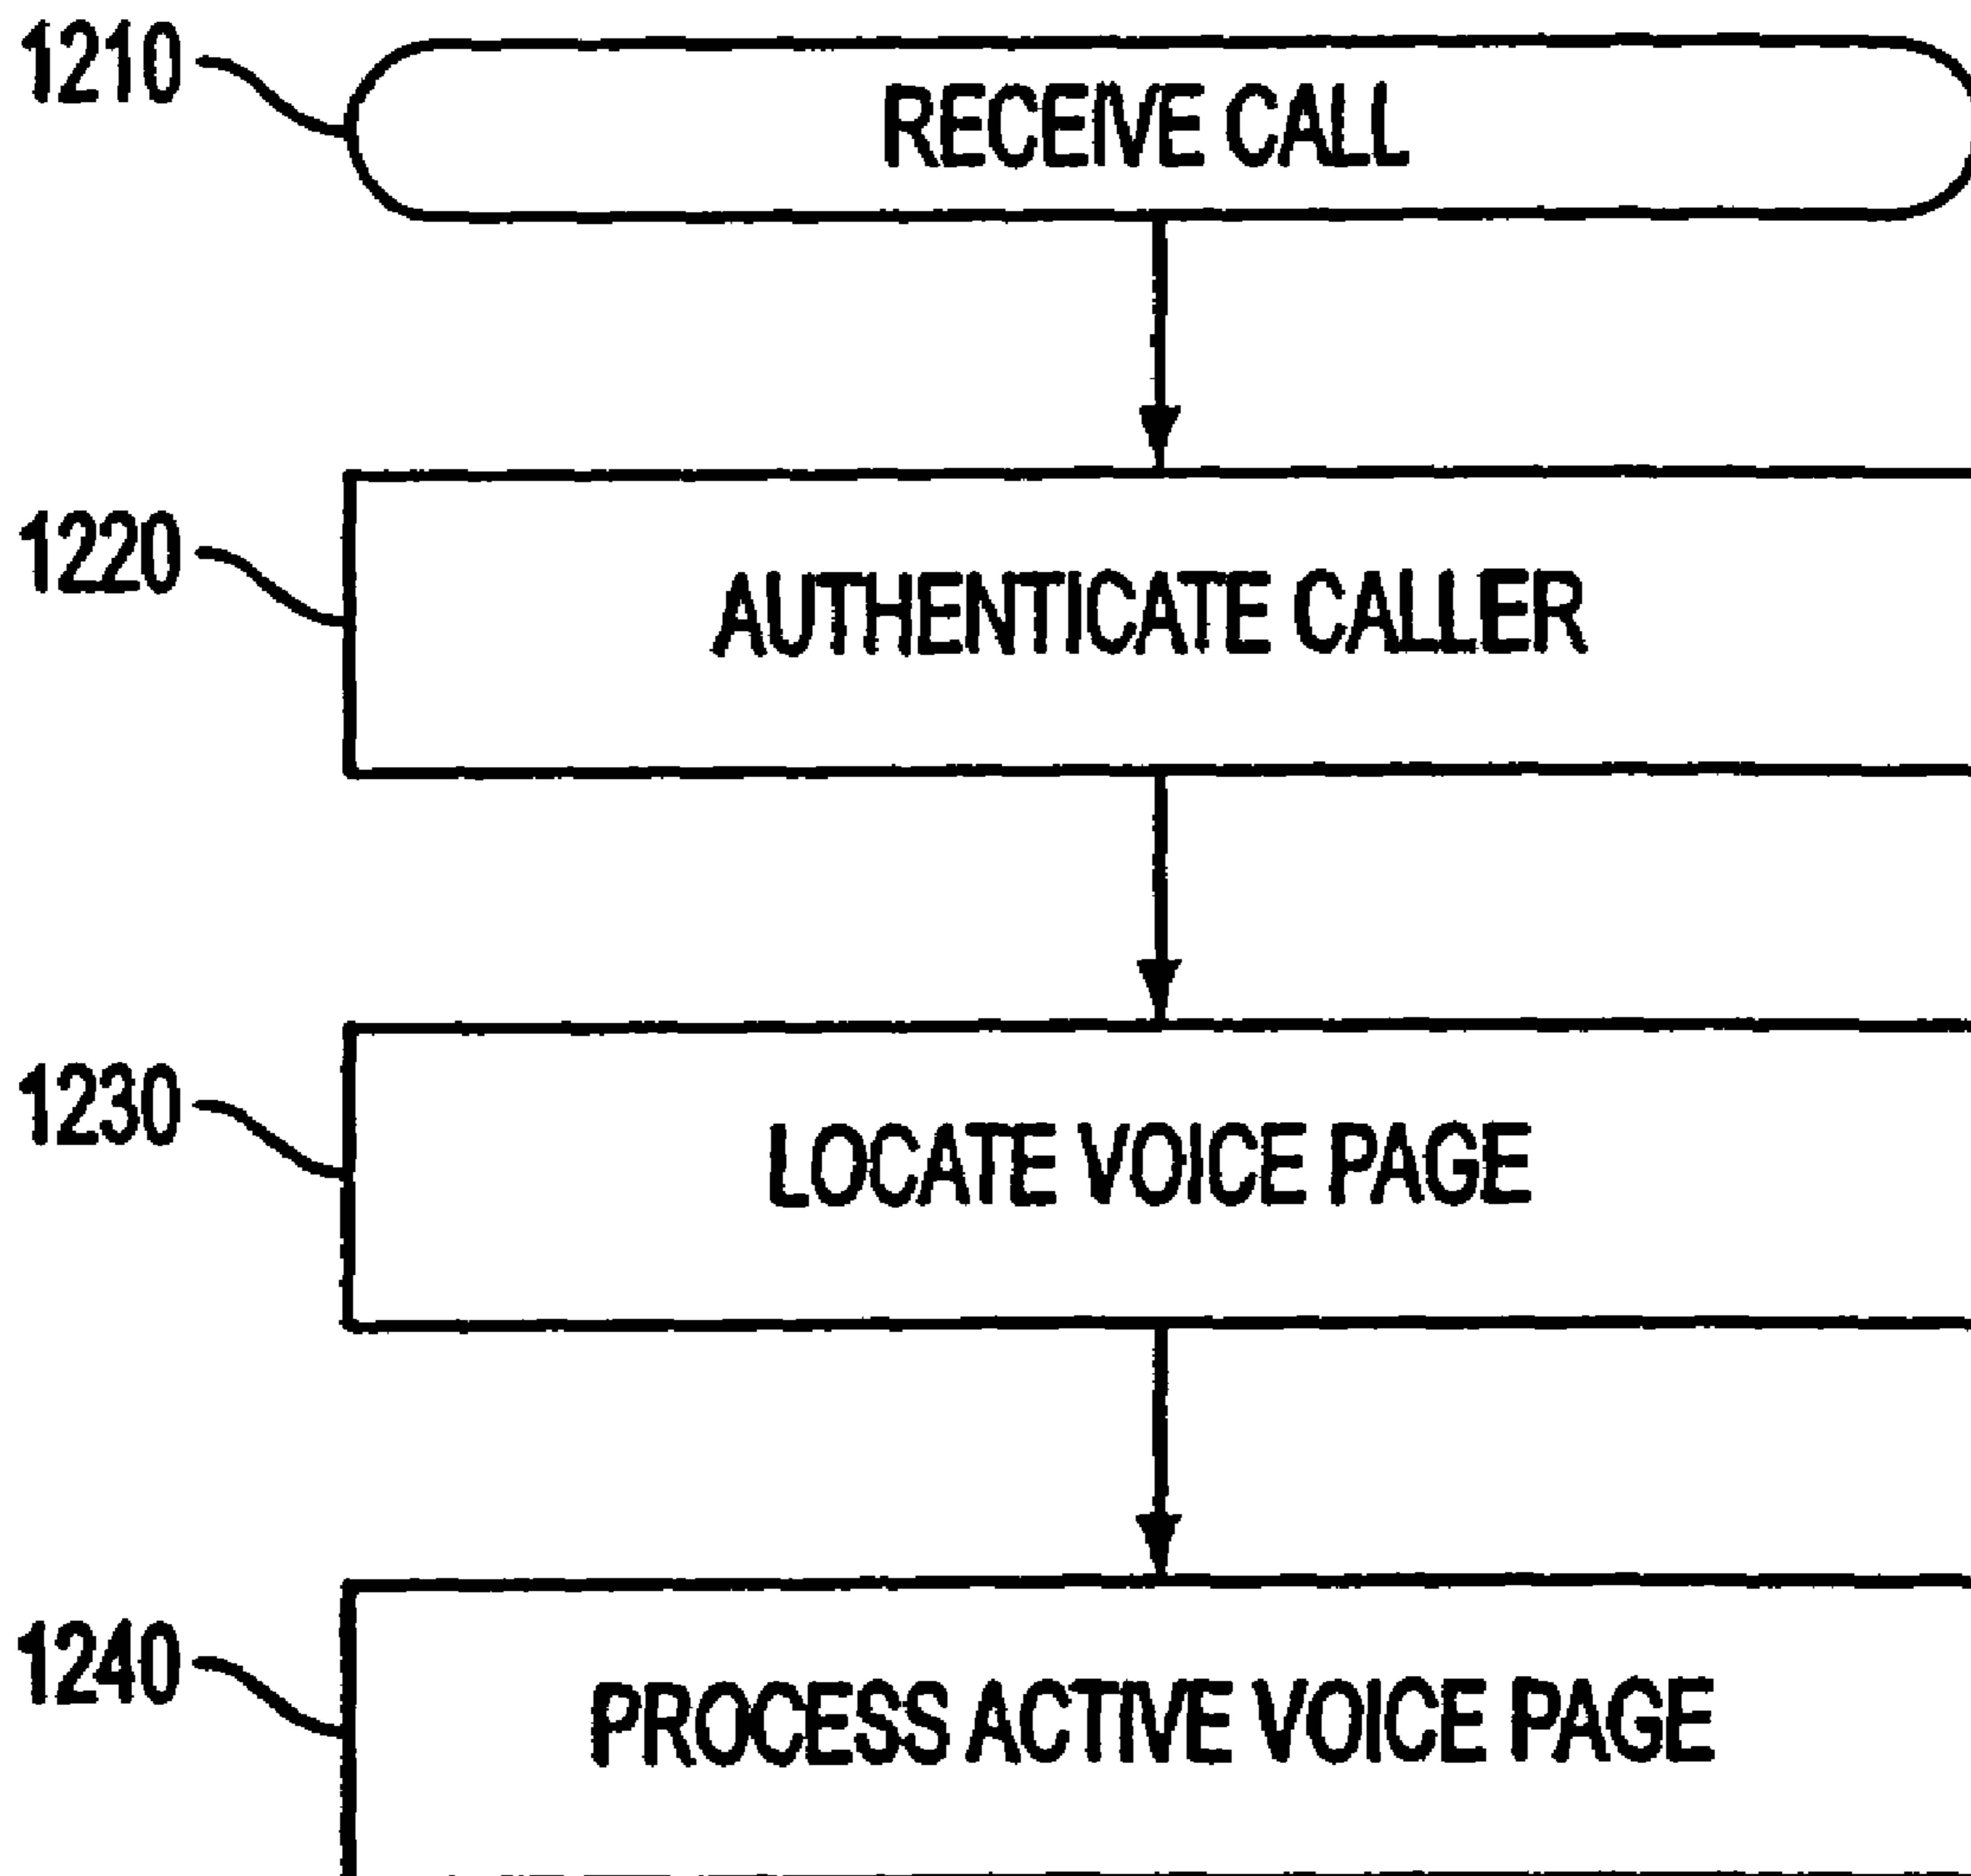 1210
RECEIVE CALL
1220
AUTHENTICATE CALLER
1230
LOCATE VOICE PAGE
1240
PROCESS ACTIVE VOICE PAGE